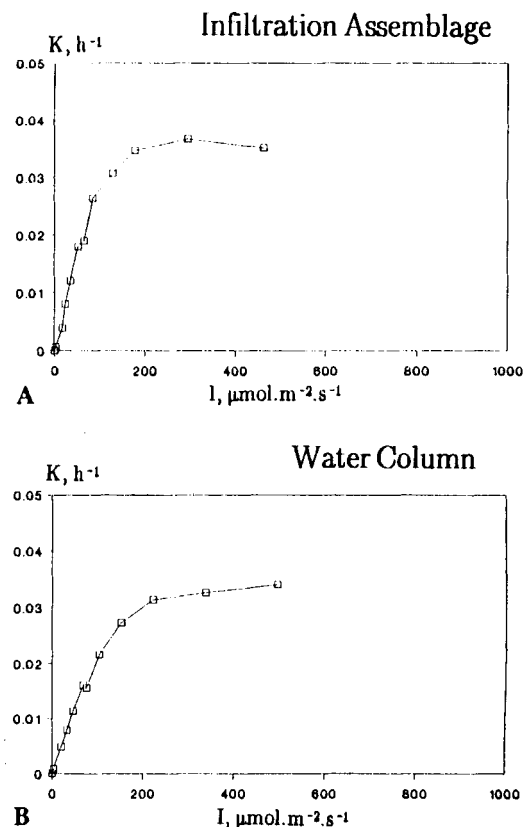 Infiltration Assemblage
K, h⁻¹
0.05
0.04
0.03
0.02
0.01
0
0 200 400 600 800 1000
A I, μmol.m⁻².s⁻¹
Water Column
K, h⁻¹
0.05
0.04
0.03
0.02
0.01
0
0 200 400 600 800 1000
B I, μmol.m⁻².s⁻¹